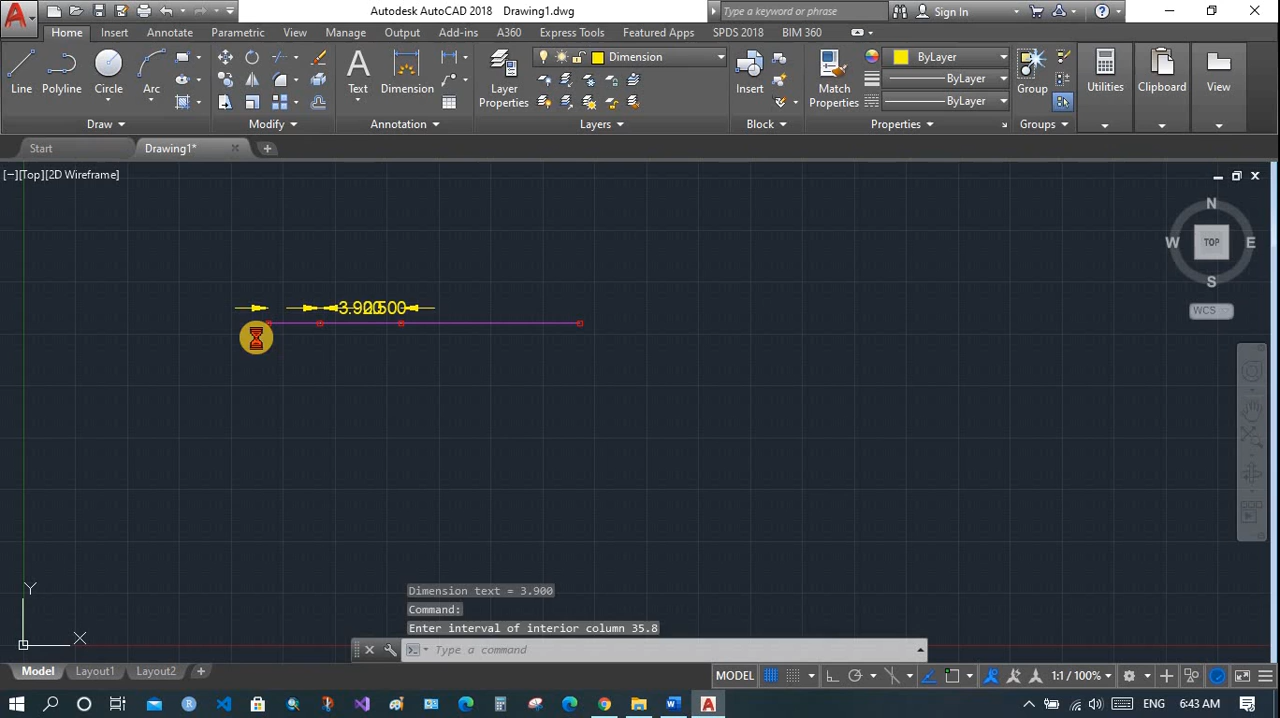 Autodesk AutoCAD 2018 Drawing1.dwg
Type a keyword or phrase
Sign In
Home Insert Annotate Parametric View Manage Output Add-ins A360 Express Tools Featured Apps SPDS 2018 BIM 360
Line Polyline Circle Arc
Text Dimension
Layer Properties
Dimension
Insert
Match Properties
ByLayer
ByLayer
ByLayer
Group Utilities Clipboard View
Draw Modify Annotation Layers Block Properties Groups
Start Drawing1*
[−][Top][2D Wireframe]
N
W TOP E
S
WCS
Y
X
Dimension text = 3.900
Command:
Enter interval of interior column 35.8
Type a command
Model Layout1 Layout2
MODEL 1:1 / 100%
ENG 6:43 AM